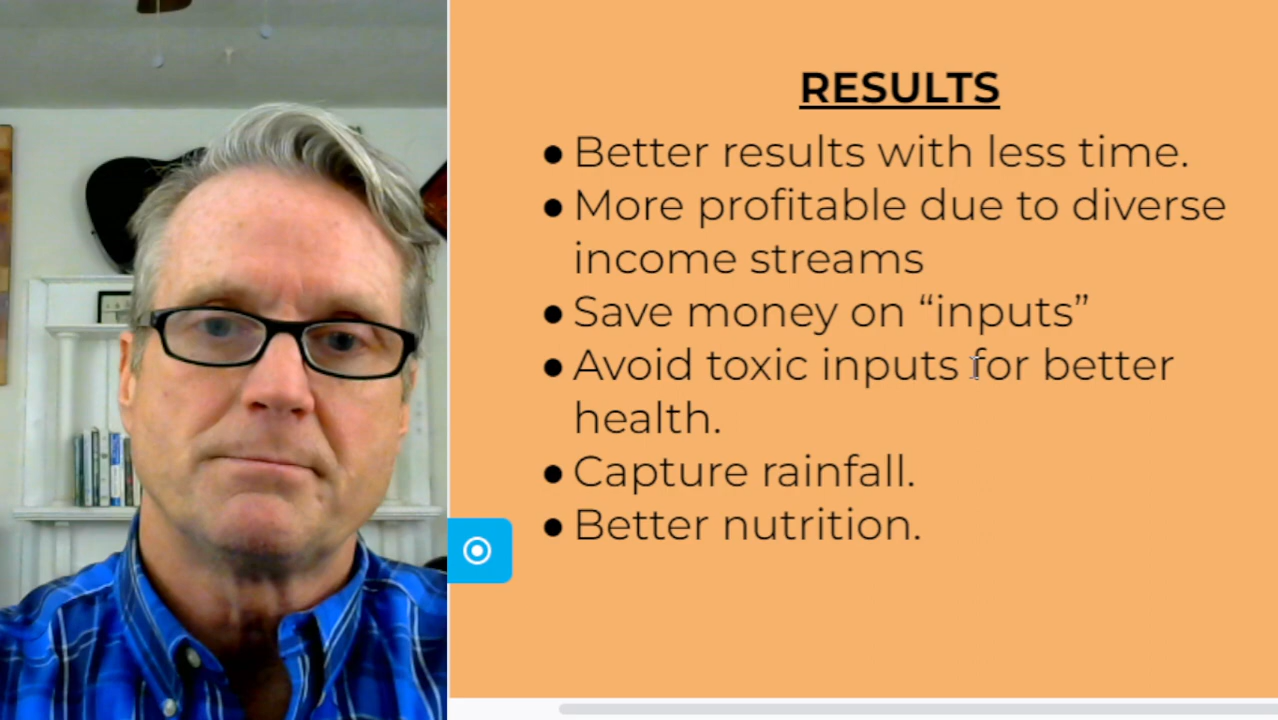 RESULTS
● Better results with less time.
● More profitable due to diverse
income streams
● Save money on “inputs”
● Avoid toxic inputs for better
health.
● Capture rainfall.
● Better nutrition.